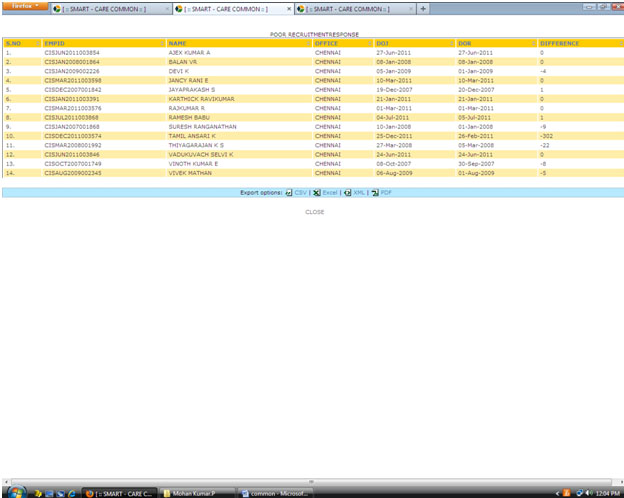 Firefox
[ :: SMART - CARE COMMON :: ] [ :: SMART - CARE COMMON :: ] [ :: SMART - CARE COMMON :: ]
POOR RECRUITMENTRESPONSE
S.NO EMPID NAME OFFICE DOJ DOR DIFFERENCE
1. CISJUN2011003854 AJEK KUMAR A CHENNAI 27-Jun-2011 27-Jun-2011 0
2. CISJAN2008001864 BALAN VR CHENNAI 08-Jan-2008 08-Jan-2008 0
3. CISJAN2009002226 DEVI K CHENNAI 05-Jan-2009 01-Jan-2009 -4
4. CISMAR2011003598 JANCY RANI E CHENNAI 10-Mar-2011 10-Mar-2011 0
5. CISDEC2007001842 JAYAPRAKASH S CHENNAI 19-Dec-2007 20-Dec-2007 1
6. CISJAN2011003391 KARTHICK RAVIKUMAR CHENNAI 21-Jan-2011 21-Jan-2011 0
7. CISMAR2011003576 RAJKUMAR R CHENNAI 01-Mar-2011 01-Mar-2011 0
8. CISJUL2011003868 RAMESH BABU CHENNAI 04-Jul-2011 05-Jul-2011 1
9. CISJAN2007001868 SURESH RANGANATHAN CHENNAI 10-Jan-2008 01-Jan-2008 -9
10. CISDEC2011003574 TAMIL ANSARI K CHENNAI 25-Dec-2011 26-Feb-2011 -302
11. CISMAR2008001992 THIYAGARAJAN K S CHENNAI 27-Mar-2008 05-Mar-2008 -22
12. CISJUN2011003846 VADUKUVACH SELVI K CHENNAI 24-Jun-2011 24-Jun-2011 0
13. CISOCT2007001749 VINOTH KUMAR E CHENNAI 08-Oct-2007 30-Sep-2007 -8
14. CISAUG2009002345 VIVEK MATHAN CHENNAI 06-Aug-2009 01-Aug-2009 -5
Export options: CSV | Excel | XML | PDF
CLOSE
[ :: SMART - CARE C... Mohan Kumar.P common - Microsof... 12:04 PM